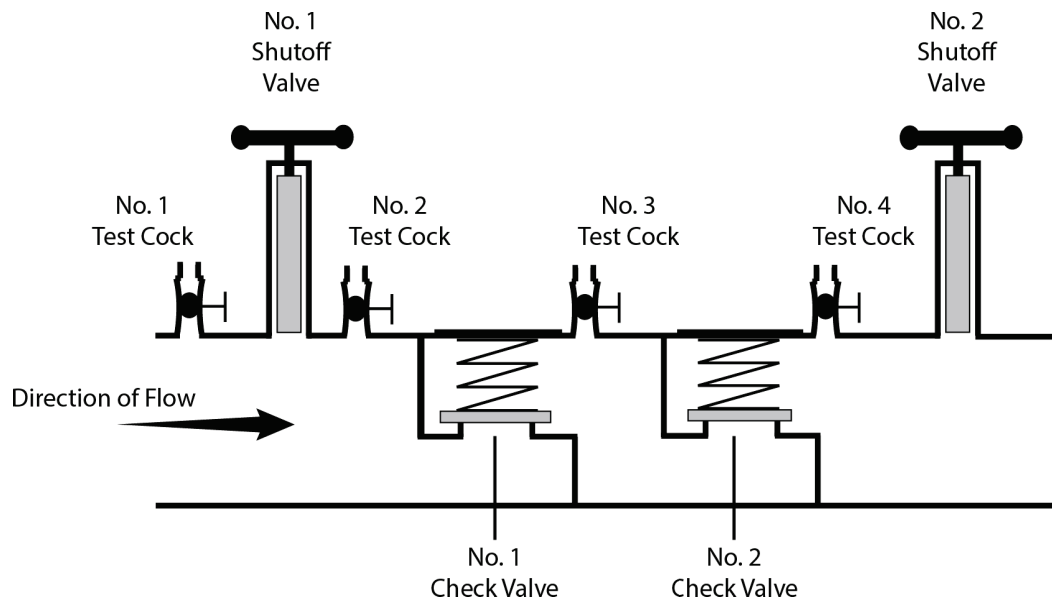 No. 1
Shutoff
Valve
No. 2
Shutoff
Valve
No. 1
Test Cock
No. 2
Test Cock
No. 3
Test Cock
No. 4
Test Cock
Direction of Flow
No. 1
Check Valve
No. 2
Check Valve